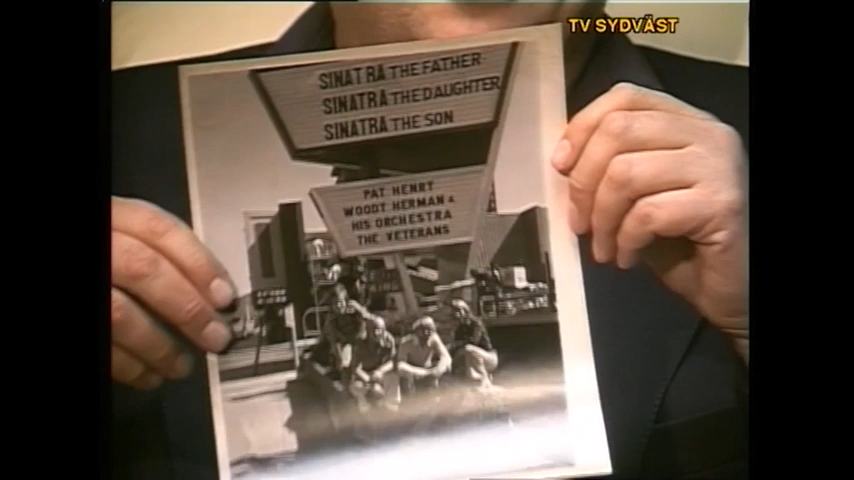 TV SYDVÄST
SINATRA THE FATHER
SINATRA THE DAUGHTER
SINATRA THE SON
PAT HENRY
WOODY HERMAN &
HIS ORCHESTRA
THE VETERANS